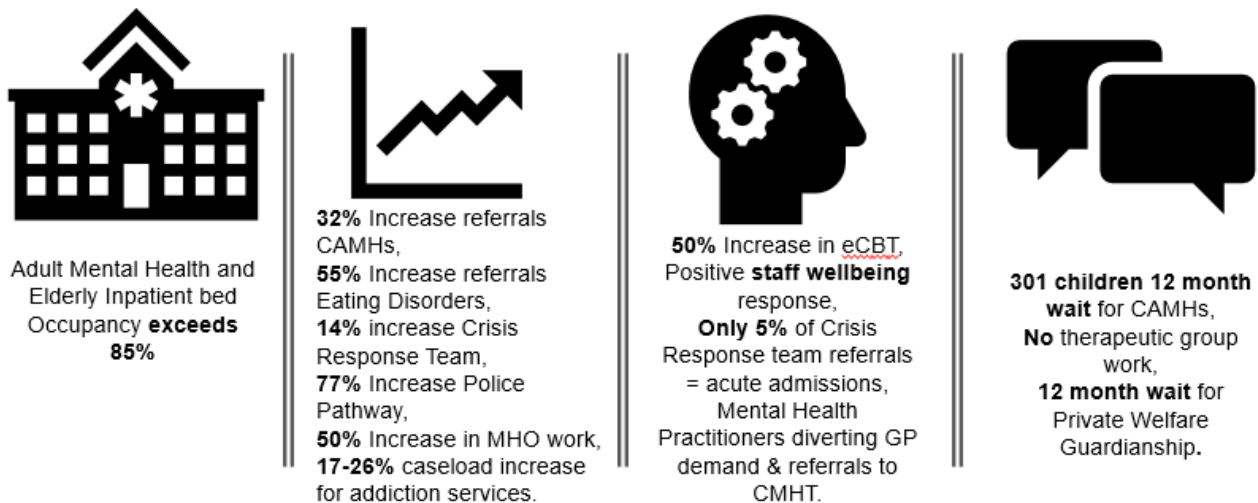 Adult Mental Health and
Elderly Inpatient bed
Occupancy exceeds
85%
32% Increase referrals
CAMHs,
55% Increase referrals
Eating Disorders,
14% increase Crisis
Response Team,
77% Increase Police
Pathway,
50% Increase in MHO work,
17-26% caseload increase
for addiction services.
50% Increase in eCBT,
Positive staff wellbeing
response,
Only 5% of Crisis
Response team referrals
= acute admissions,
Mental Health
Practitioners diverting GP
demand & referrals to
CMHT.
301 children 12 month
wait for CAMHs,
No therapeutic group
work,
12 month wait for
Private Welfare
Guardianship.